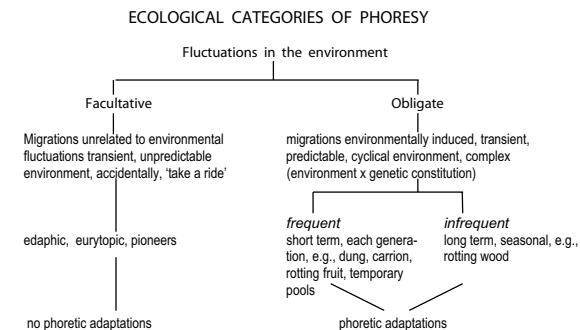 ECOLOGICAL CATEGORIES OF PHORESY
Fluctuations in the environment
Facultative
Migrations unrelated to environmental
fluctuations transient, unpredictable
environment, accidentally, ‘take a ride’
edaphic, eurytopic, pioneers
no phoretic adaptations
Obligate
migrations environmentally induced, transient,
predictable, cyclical environment, complex
(environment x genetic constitution)
frequent
short term, each genera-
tion, e.g., dung, carrion,
rotting fruit, temporary
pools
infrequent
long term, seasonal, e.g.,
rotting wood
phoretic adaptations